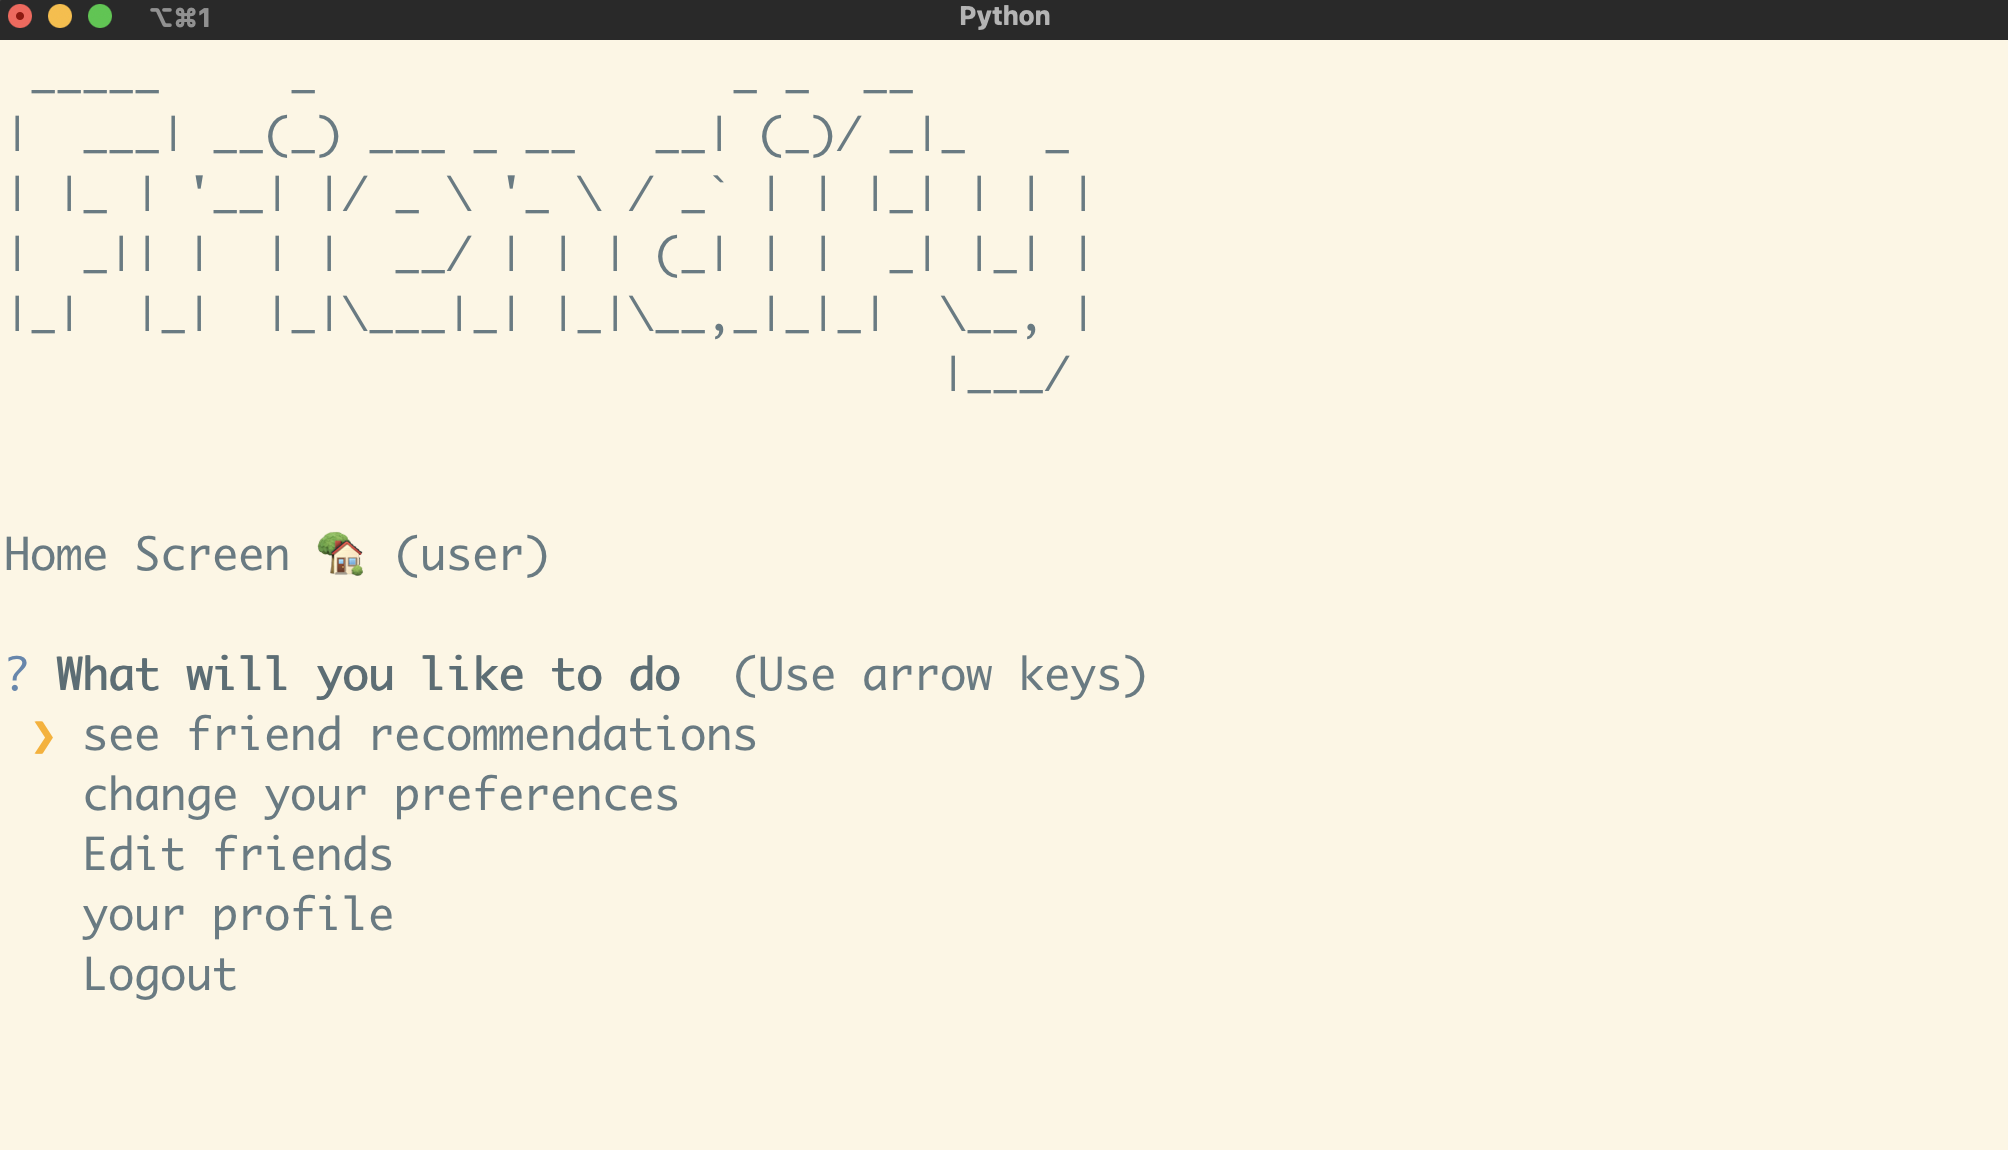 ⌥⌘1 Python
 _____     _                _ _  __
|  ___| __(_) ___ _ __   __| (_)/ _|_   _
| |_ | '__| |/ _ \ '_ \ / _` | | |_| | | |
|  _|| |  | |  __/ | | | (_| | |  _| |_| |
|_|  |_|  |_|\___|_| |_|\__,_|_|_|  \__, |
                                    |___/
Home Screen 🏡 (user)
? What will you like to do  (Use arrow keys)
 ❯ see friend recommendations
   change your preferences
   Edit friends
   your profile
   Logout